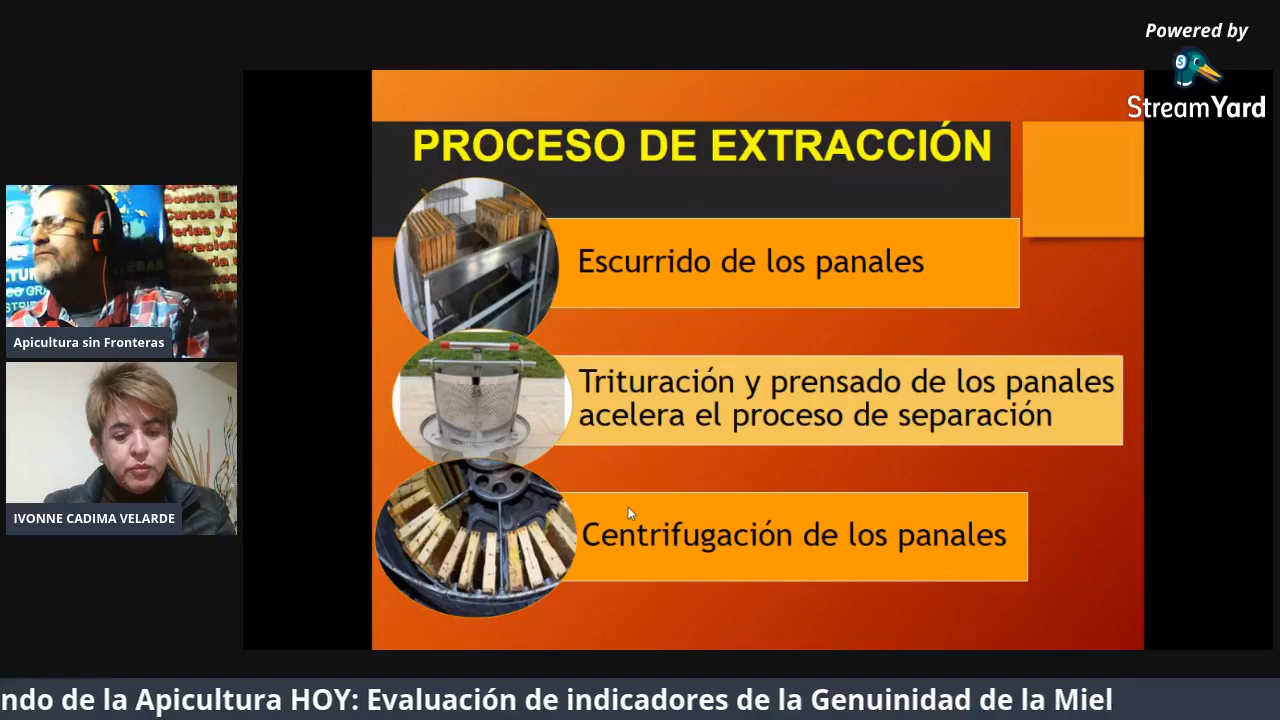 Powered by
StreamYard
PROCESO DE EXTRACCIÓN
Escurrido de los panales
Trituración y prensado de los panales
acelera el proceso de separación
Centrifugación de los panales
Boletín
Cursos
Apicultura sin Fronteras
IVONNE CADIMA VELARDE
ndo de la Apicultura HOY: Evaluación de indicadores de la Genuinidad de la Miel